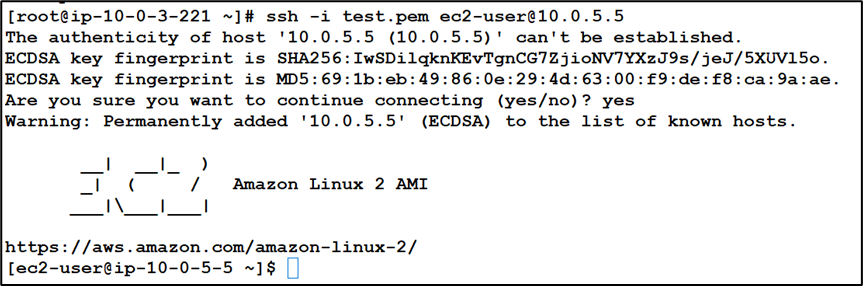 [root@ip-10-0-3-221 ~]# ssh -i test.pem ec2-user@10.0.5.5
The authenticity of host '10.0.5.5 (10.0.5.5)' can't be established.
ECDSA key fingerprint is SHA256:IwSDilqknKEvTgnCG7ZjioNV7YXzJ9s/jeJ/5XUVl5o.
ECDSA key fingerprint is MD5:69:1b:eb:49:86:0e:29:4d:63:00:f9:de:f8:ca:9a:ae.
Are you sure you want to continue connecting (yes/no)? yes
Warning: Permanently added '10.0.5.5' (ECDSA) to the list of known hosts.
__|  __|_  )
_|  (     /   Amazon Linux 2 AMI
___|\___|___|
https://aws.amazon.com/amazon-linux-2/
[ec2-user@ip-10-0-5-5 ~]$